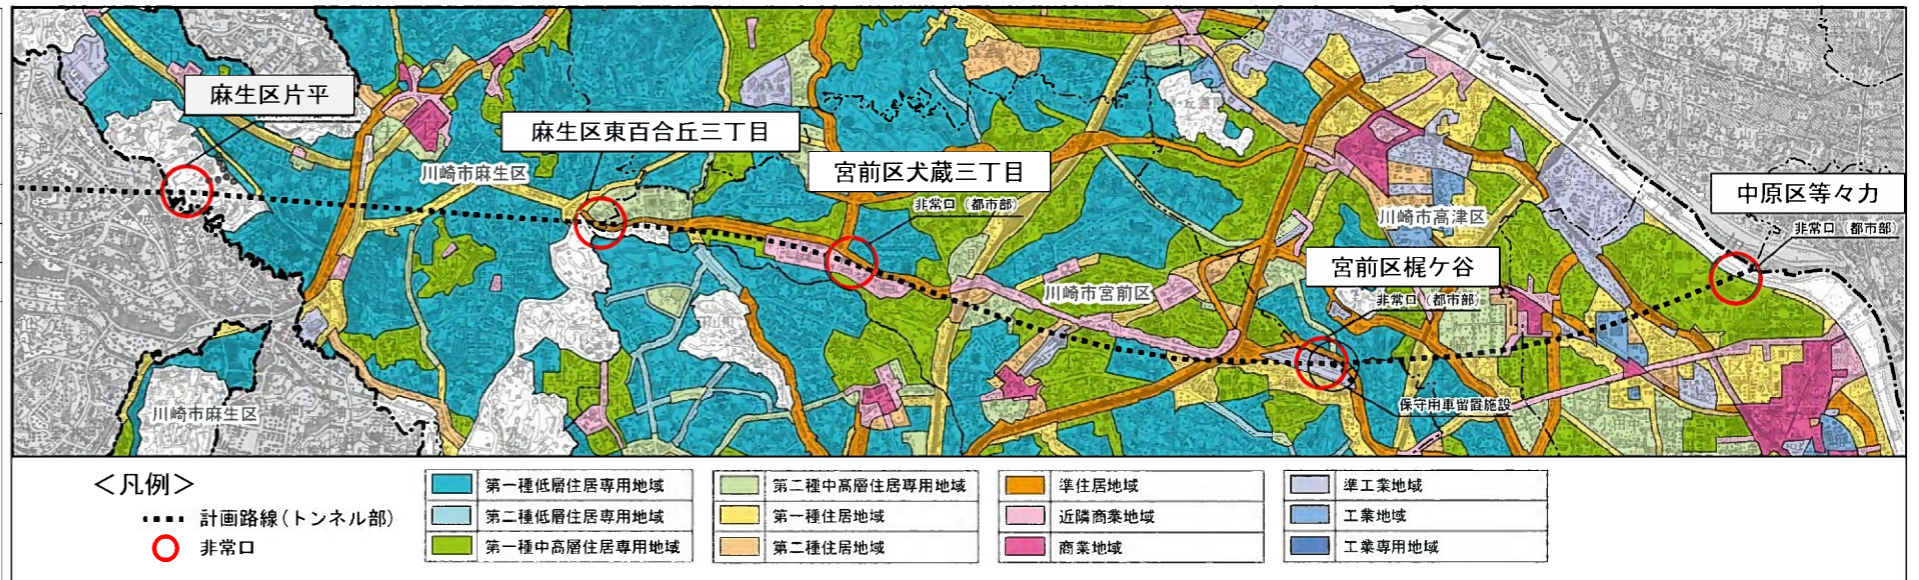 麻生区片平
麻生区東百合丘三丁目
宮前区犬蔵三丁目
非常口（都市部）
中原区等々力
非常口（都市部）
宮前区梶ケ谷
非常口（都市部）
川崎市麻生区
川崎市高津区
川崎市宮前区
保守用車留置施設
川崎市麻生区
＜凡例＞
計画路線(トンネル部)
非常口
第一種低層住居専用地域
第二種低層住居専用地域
第一種中高層住居専用地域
第二種中高層住居専用地域
第一種住居地域
第二種住居地域
準住居地域
近隣商業地域
商業地域
準工業地域
工業地域
工業専用地域